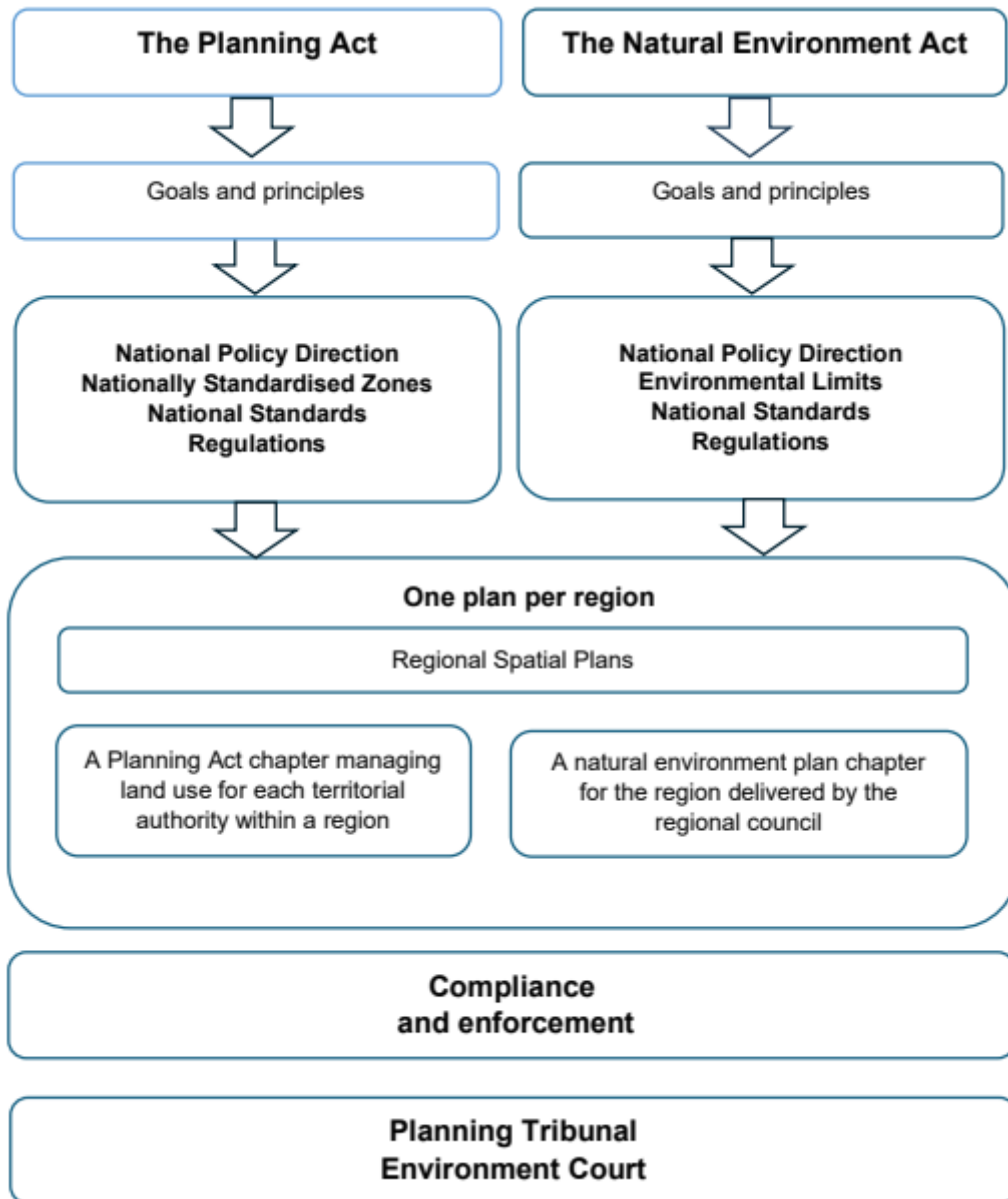 The Planning Act
The Natural Environment Act
Goals and principles
Goals and principles
National Policy Direction
Nationally Standardised Zones
National Standards
Regulations
National Policy Direction
Environmental Limits
National Standards
Regulations
One plan per region
Regional Spatial Plans
A Planning Act chapter managing
land use for each territorial
authority within a region
A natural environment plan chapter
for the region delivered by the
regional council
Compliance
and enforcement
Planning Tribunal
Environment Court